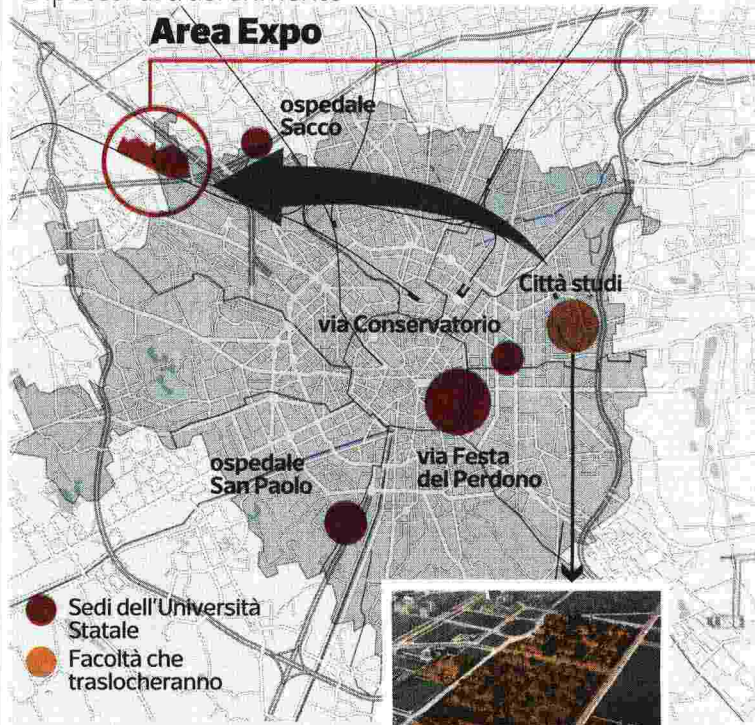 Area Expo
ospedale
Sacco
Città studi
via Conservatorio
via Festa
del Perdono
ospedale
San Paolo
Sedi dell'Università
Statale
Facoltà che
traslocheranno